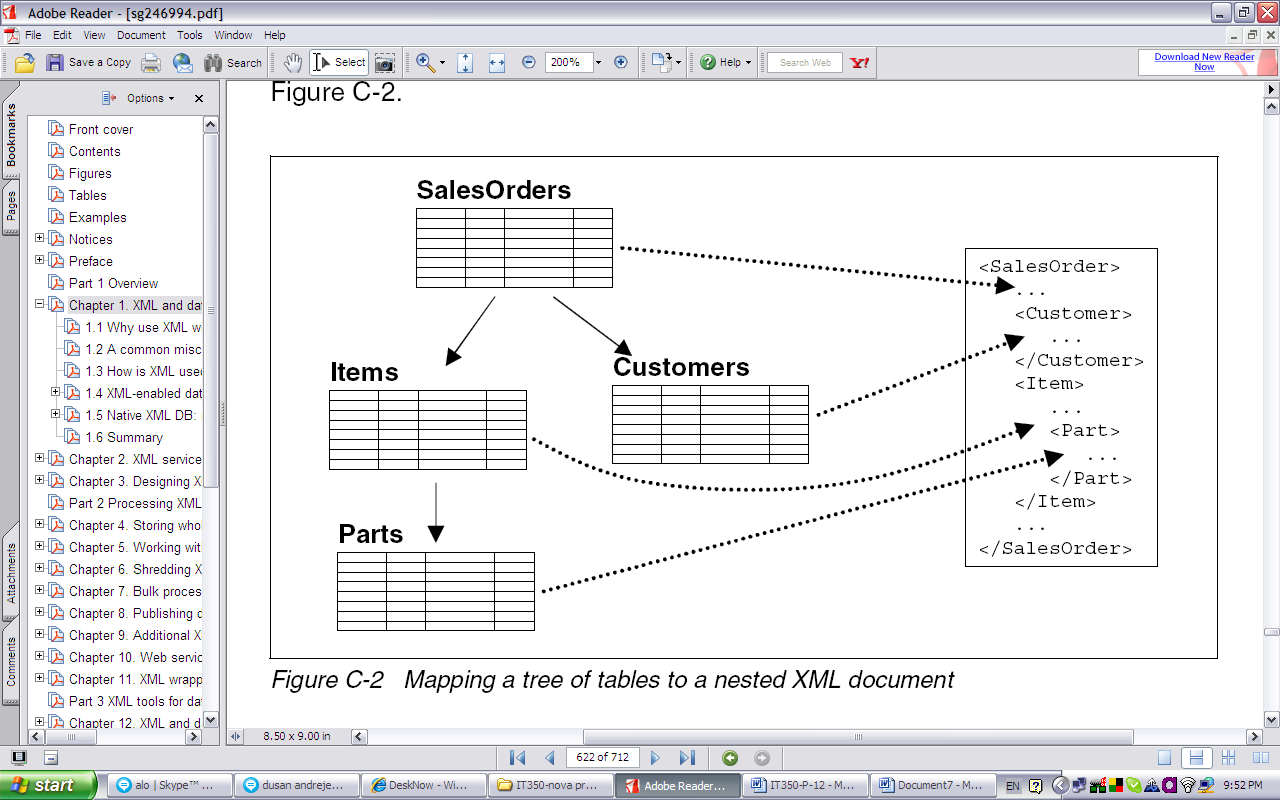 Adobe Reader - [sg246994.pdf]
File Edit View Document Tools Window Help
Save a Copy Search Select 200% Help Search Web Y! Download New Reader Now
Bookmarks
Pages
Attachments
Comments
Options
Front cover
Contents
Figures
Tables
Examples
Notices
Preface
Part 1 Overview
Chapter 1. XML and da
1.1 Why use XML w
1.2 A common misc
1.3 How is XML use
1.4 XML-enabled dat
1.5 Native XML DB:
1.6 Summary
Chapter 2. XML service
Chapter 3. Designing X
Part 2 Processing XML
Chapter 4. Storing who
Chapter 5. Working wit
Chapter 6. Shredding X
Chapter 7. Bulk proces
Chapter 8. Publishing d
Chapter 9. Additional X
Chapter 10. Web servic
Chapter 11. XML wrapp
Part 3 XML tools for da
Chapter 12. XML and d
Figure C-2.
SalesOrders
Items
Customers
Parts
<SalesOrder>
...
<Customer>
...
</Customer>
<Item>
...
<Part>
...
</Part>
</Item>
...
</SalesOrder>
Figure C-2 Mapping a tree of tables to a nested XML document
8.50 x 9.00 in
622 of 712
start alo | Skype™ ... dusan andreje... DeskNow - Win... IT350-nova pr... Adobe Reader... IT350-P-12 - M... Document7 - M... EN 9:52 PM